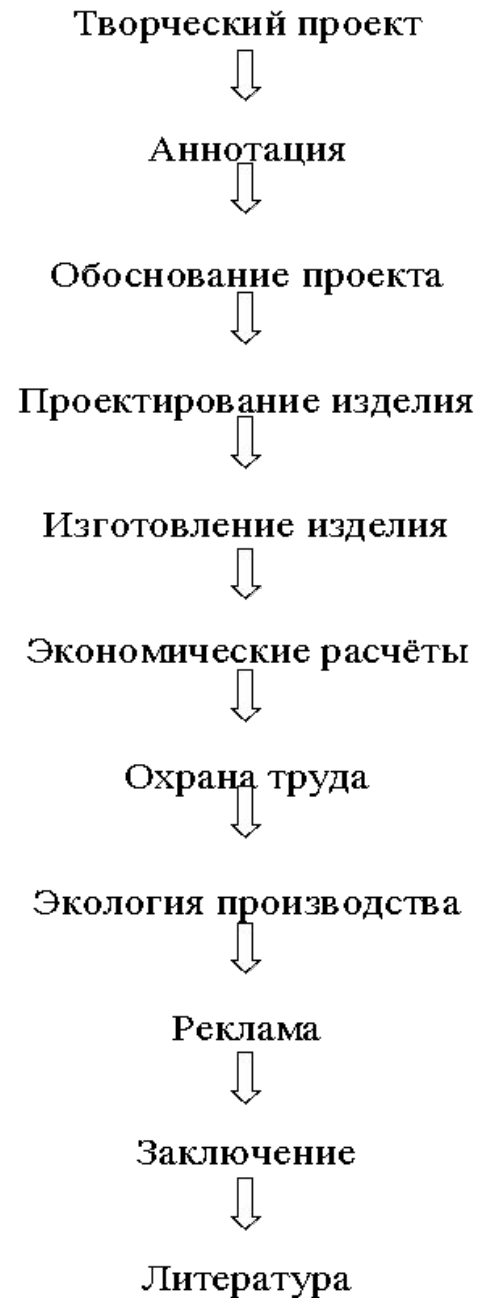 Творческий проект
Аннотация
Обоснование проекта
Проектирование изделия
Изготовление изделия
Экономические расчёты
Охрана труда
Экология производства
Реклама
Заключение
Литература